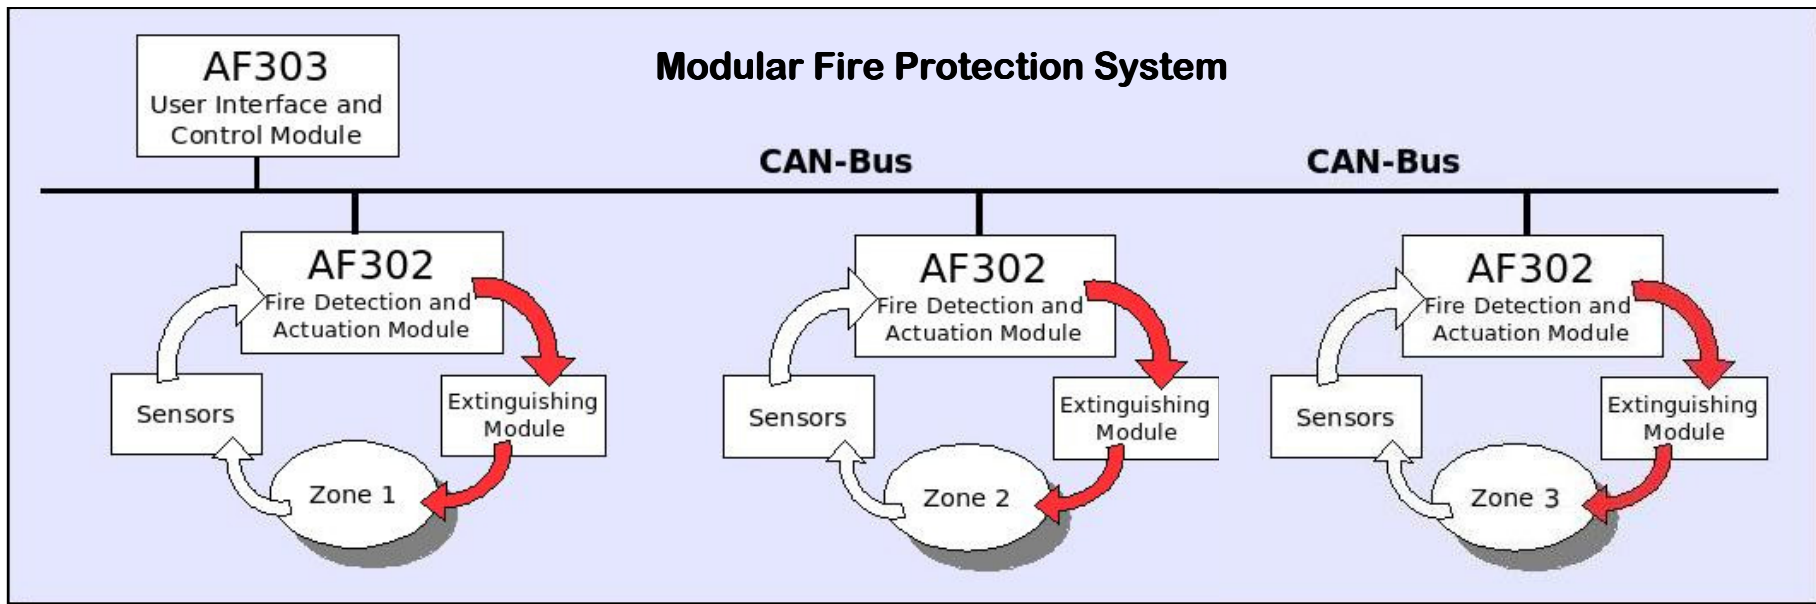 Modular Fire Protection System
AF303
User Interface and
Control Module
CAN-Bus
CAN-Bus
AF302
Fire Detection and
Actuation Module
Sensors
Extinguishing
Module
Zone 1
AF302
Fire Detection and
Actuation Module
Sensors
Extinguishing
Module
Zone 2
AF302
Fire Detection and
Actuation Module
Sensors
Extinguishing
Module
Zone 3